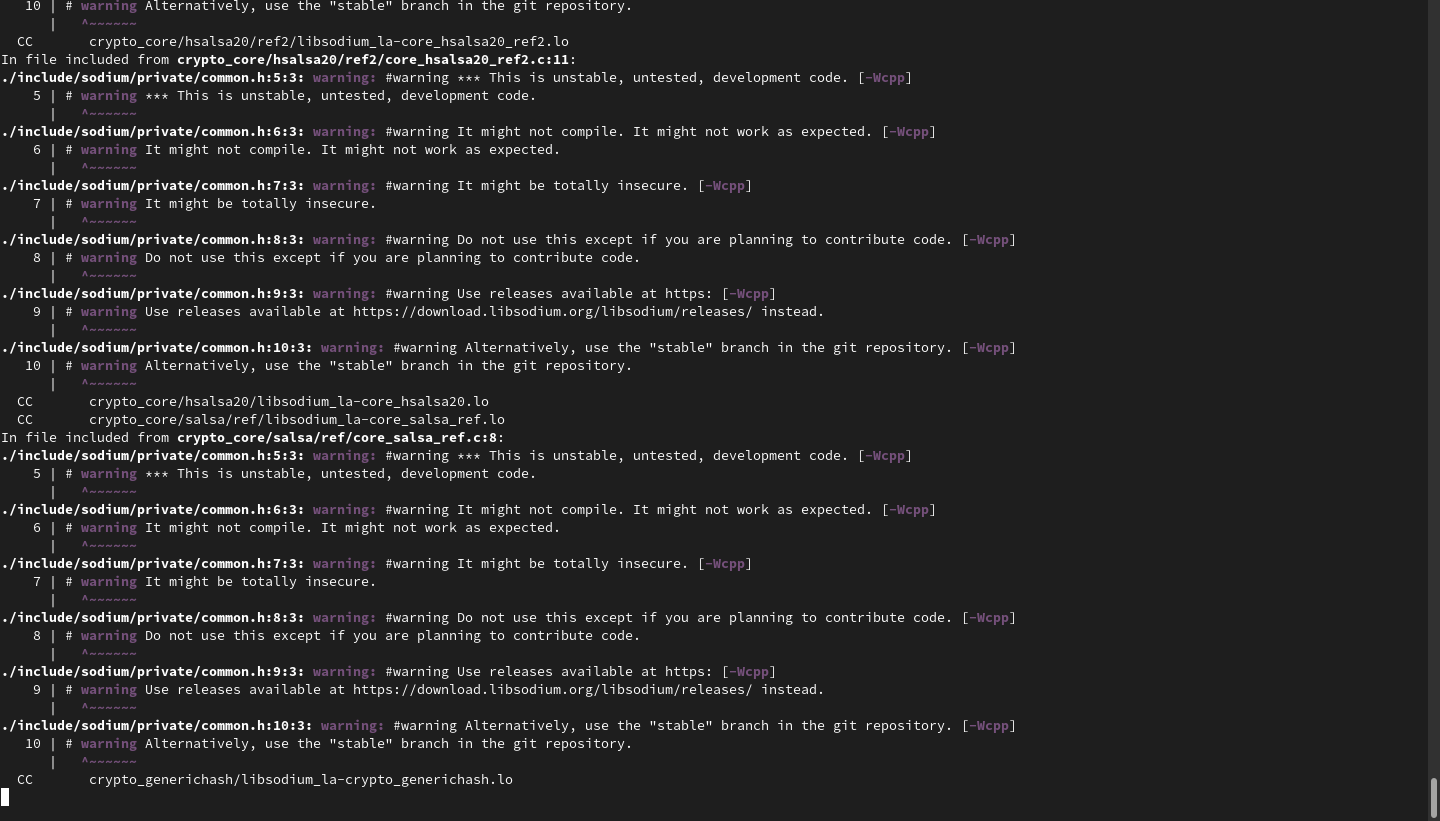 10 | # warning Alternatively, use the "stable" branch in the git repository.
      |   ^~~~~~~
  CC       crypto_core/hsalsa20/ref2/libsodium_la-core_hsalsa20_ref2.lo
In file included from crypto_core/hsalsa20/ref2/core_hsalsa20_ref2.c:11:
./include/sodium/private/common.h:5:3: warning: #warning *** This is unstable, untested, development code. [-Wcpp]
    5 | # warning *** This is unstable, untested, development code.
      |   ^~~~~~~
./include/sodium/private/common.h:6:3: warning: #warning It might not compile. It might not work as expected. [-Wcpp]
    6 | # warning It might not compile. It might not work as expected.
      |   ^~~~~~~
./include/sodium/private/common.h:7:3: warning: #warning It might be totally insecure. [-Wcpp]
    7 | # warning It might be totally insecure.
      |   ^~~~~~~
./include/sodium/private/common.h:8:3: warning: #warning Do not use this except if you are planning to contribute code. [-Wcpp]
    8 | # warning Do not use this except if you are planning to contribute code.
      |   ^~~~~~~
./include/sodium/private/common.h:9:3: warning: #warning Use releases available at https: [-Wcpp]
    9 | # warning Use releases available at https://download.libsodium.org/libsodium/releases/ instead.
      |   ^~~~~~~
./include/sodium/private/common.h:10:3: warning: #warning Alternatively, use the "stable" branch in the git repository. [-Wcpp]
   10 | # warning Alternatively, use the "stable" branch in the git repository.
      |   ^~~~~~~
  CC       crypto_core/hsalsa20/libsodium_la-core_hsalsa20.lo
  CC       crypto_core/salsa/ref/libsodium_la-core_salsa_ref.lo
In file included from crypto_core/salsa/ref/core_salsa_ref.c:8:
./include/sodium/private/common.h:5:3: warning: #warning *** This is unstable, untested, development code. [-Wcpp]
    5 | # warning *** This is unstable, untested, development code.
      |   ^~~~~~~
./include/sodium/private/common.h:6:3: warning: #warning It might not compile. It might not work as expected. [-Wcpp]
    6 | # warning It might not compile. It might not work as expected.
      |   ^~~~~~~
./include/sodium/private/common.h:7:3: warning: #warning It might be totally insecure. [-Wcpp]
    7 | # warning It might be totally insecure.
      |   ^~~~~~~
./include/sodium/private/common.h:8:3: warning: #warning Do not use this except if you are planning to contribute code. [-Wcpp]
    8 | # warning Do not use this except if you are planning to contribute code.
      |   ^~~~~~~
./include/sodium/private/common.h:9:3: warning: #warning Use releases available at https: [-Wcpp]
    9 | # warning Use releases available at https://download.libsodium.org/libsodium/releases/ instead.
      |   ^~~~~~~
./include/sodium/private/common.h:10:3: warning: #warning Alternatively, use the "stable" branch in the git repository. [-Wcpp]
   10 | # warning Alternatively, use the "stable" branch in the git repository.
      |   ^~~~~~~
  CC       crypto_generichash/libsodium_la-crypto_generichash.lo